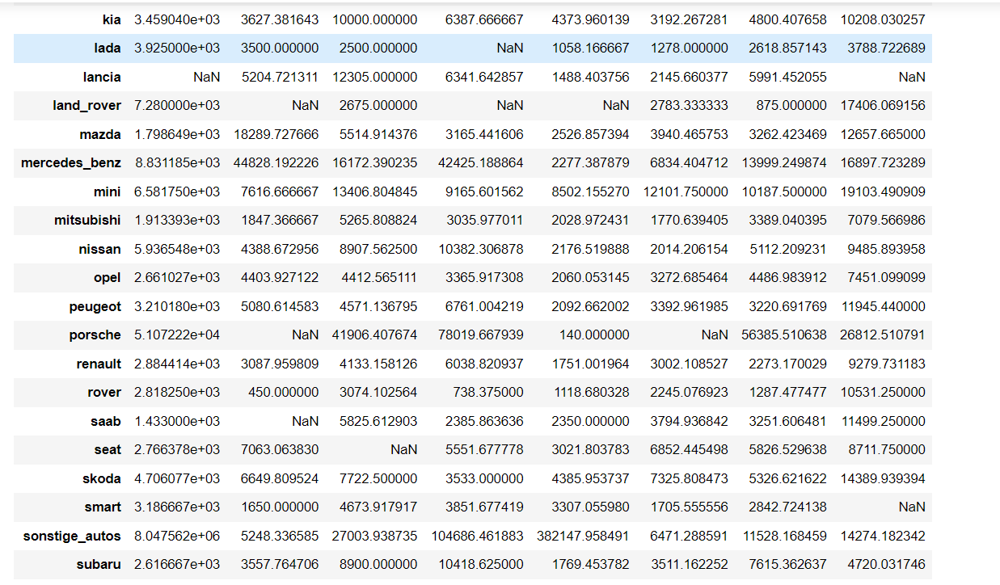 kia 3.459040e+03 3627.381643 10000.000000 6387.666667 4373.960139 3192.267281 4800.407658 10208.030257
lada 3.925000e+03 3500.000000 2500.000000 NaN 1058.166667 1278.000000 2618.857143 3788.722689
lancia NaN 5204.721311 12305.000000 6341.642857 1488.403756 2145.660377 5991.452055 NaN
land_rover 7.280000e+03 NaN 2675.000000 NaN NaN 2783.333333 875.000000 17406.069156
mazda 1.798649e+03 18289.727666 5514.914376 3165.441606 2526.857394 3940.465753 3262.423469 12657.665000
mercedes_benz 8.831185e+03 44828.192226 16172.390235 42425.188864 2277.387879 6834.404712 13999.249874 16897.723289
mini 6.581750e+03 7616.666667 13406.804845 9165.601562 8502.155270 12101.750000 10187.500000 19103.490909
mitsubishi 1.913393e+03 1847.366667 5265.808824 3035.977011 2028.972431 1770.639405 3389.040395 7079.566986
nissan 5.936548e+03 4388.672956 8907.562500 10382.306878 2176.519888 2014.206154 5112.209231 9485.893958
opel 2.661027e+03 4403.927122 4412.565111 3365.917308 2060.053145 3272.685464 4486.983912 7451.099099
peugeot 3.210180e+03 5080.614583 4571.136795 6761.004219 2092.662002 3392.961985 3220.691769 11945.440000
porsche 5.107222e+04 NaN 41906.407674 78019.667939 140.000000 NaN 56385.510638 26812.510791
renault 2.884414e+03 3087.959809 4133.158126 6038.820937 1751.001964 3002.108527 2273.170029 9279.731183
rover 2.818250e+03 450.000000 3074.102564 738.375000 1118.680328 2245.076923 1287.477477 10531.250000
saab 1.433000e+03 NaN 5825.612903 2385.863636 2350.000000 3794.936842 3251.606481 11499.250000
seat 2.766378e+03 7063.063830 NaN 5551.677778 3021.803783 6852.445498 5826.529638 8711.750000
skoda 4.706077e+03 6649.809524 7722.500000 3533.000000 4385.953737 7325.808473 5326.621622 14389.939394
smart 3.186667e+03 1650.000000 4673.917917 3851.677419 3307.055980 1705.555556 2842.724138 NaN
sonstige_autos 8.047562e+06 5248.336585 27003.938735 104686.461883 382147.958491 6471.288591 11528.168459 14274.182342
subaru 2.616667e+03 3557.764706 8900.000000 10418.625000 1769.453782 3511.162252 7615.362637 4720.031746